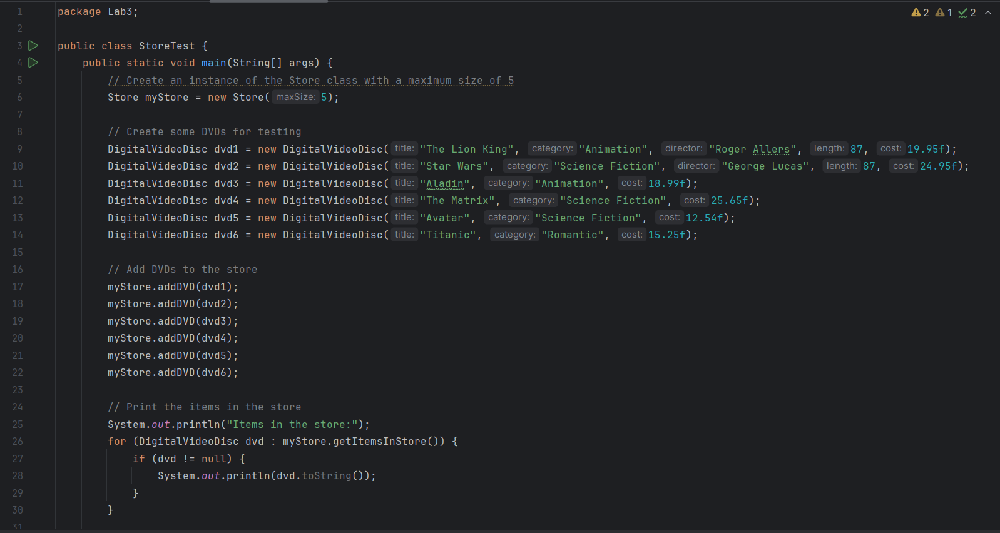 ⚠ 2 ⚠ 1 ✓ 2
1 package Lab3;
2
3 public class StoreTest {
4 public static void main(String[] args) {
5 // Create an instance of the Store class with a maximum size of 5
6 Store myStore = new Store( maxSize: 5);
7
8 // Create some DVDs for testing
9 DigitalVideoDisc dvd1 = new DigitalVideoDisc( title: "The Lion King", category: "Animation", director: "Roger Allers", length: 87, cost: 19.95f);
10 DigitalVideoDisc dvd2 = new DigitalVideoDisc( title: "Star Wars", category: "Science Fiction", director: "George Lucas", length: 87, cost: 24.95f);
11 DigitalVideoDisc dvd3 = new DigitalVideoDisc( title: "Aladin", category: "Animation", cost: 18.99f);
12 DigitalVideoDisc dvd4 = new DigitalVideoDisc( title: "The Matrix", category: "Science Fiction", cost: 25.65f);
13 DigitalVideoDisc dvd5 = new DigitalVideoDisc( title: "Avatar", category: "Science Fiction", cost: 12.54f);
14 DigitalVideoDisc dvd6 = new DigitalVideoDisc( title: "Titanic", category: "Romantic", cost: 15.25f);
15
16 // Add DVDs to the store
17 myStore.addDVD(dvd1);
18 myStore.addDVD(dvd2);
19 myStore.addDVD(dvd3);
20 myStore.addDVD(dvd4);
21 myStore.addDVD(dvd5);
22 myStore.addDVD(dvd6);
23
24 // Print the items in the store
25 System.out.println("Items in the store:");
26 for (DigitalVideoDisc dvd : myStore.getItemsInStore()) {
27 if (dvd != null) {
28 System.out.println(dvd.toString());
29 }
30 }
31